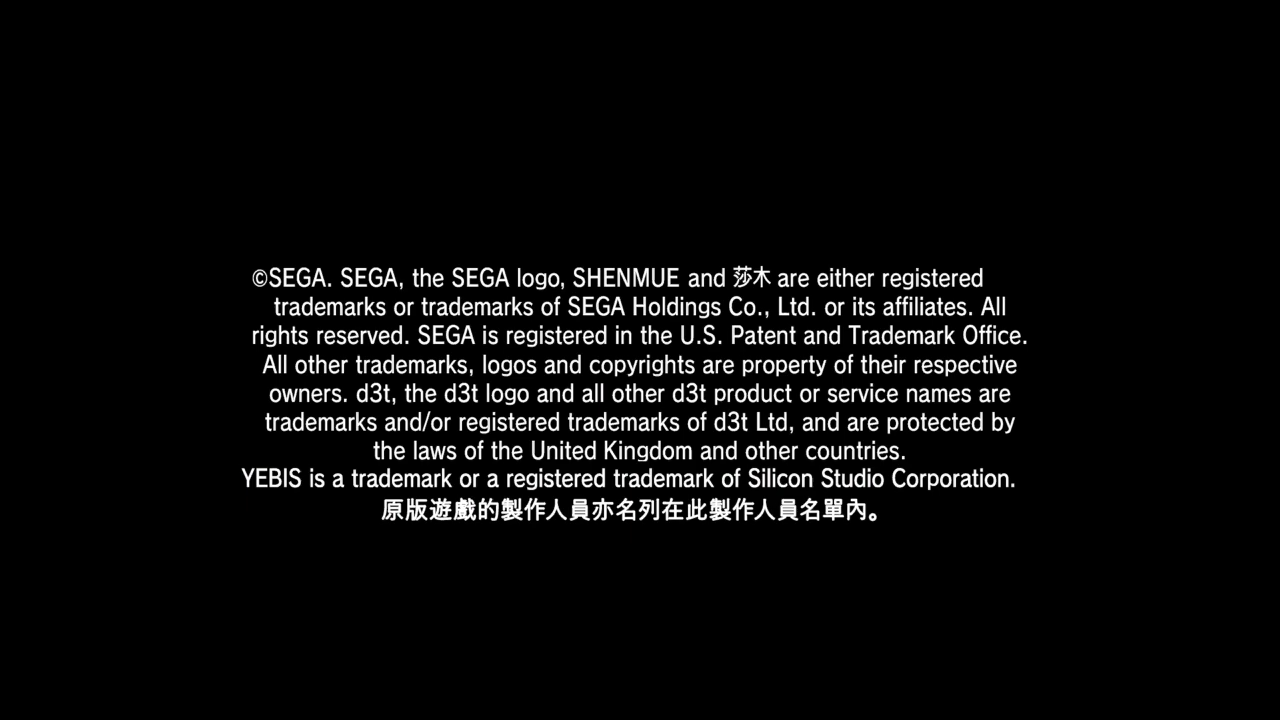 ©SEGA. SEGA, the SEGA logo, SHENMUE and 莎木 are either registered
trademarks or trademarks of SEGA Holdings Co., Ltd. or its affiliates. All
rights reserved. SEGA is registered in the U.S. Patent and Trademark Office.
All other trademarks, logos and copyrights are property of their respective
owners. d3t, the d3t logo and all other d3t product or service names are
trademarks and/or registered trademarks of d3t Ltd, and are protected by
the laws of the United Kingdom and other countries.
YEBIS is a trademark or a registered trademark of Silicon Studio Corporation.
原版遊戲的製作人員亦名列在此製作人員名單內。